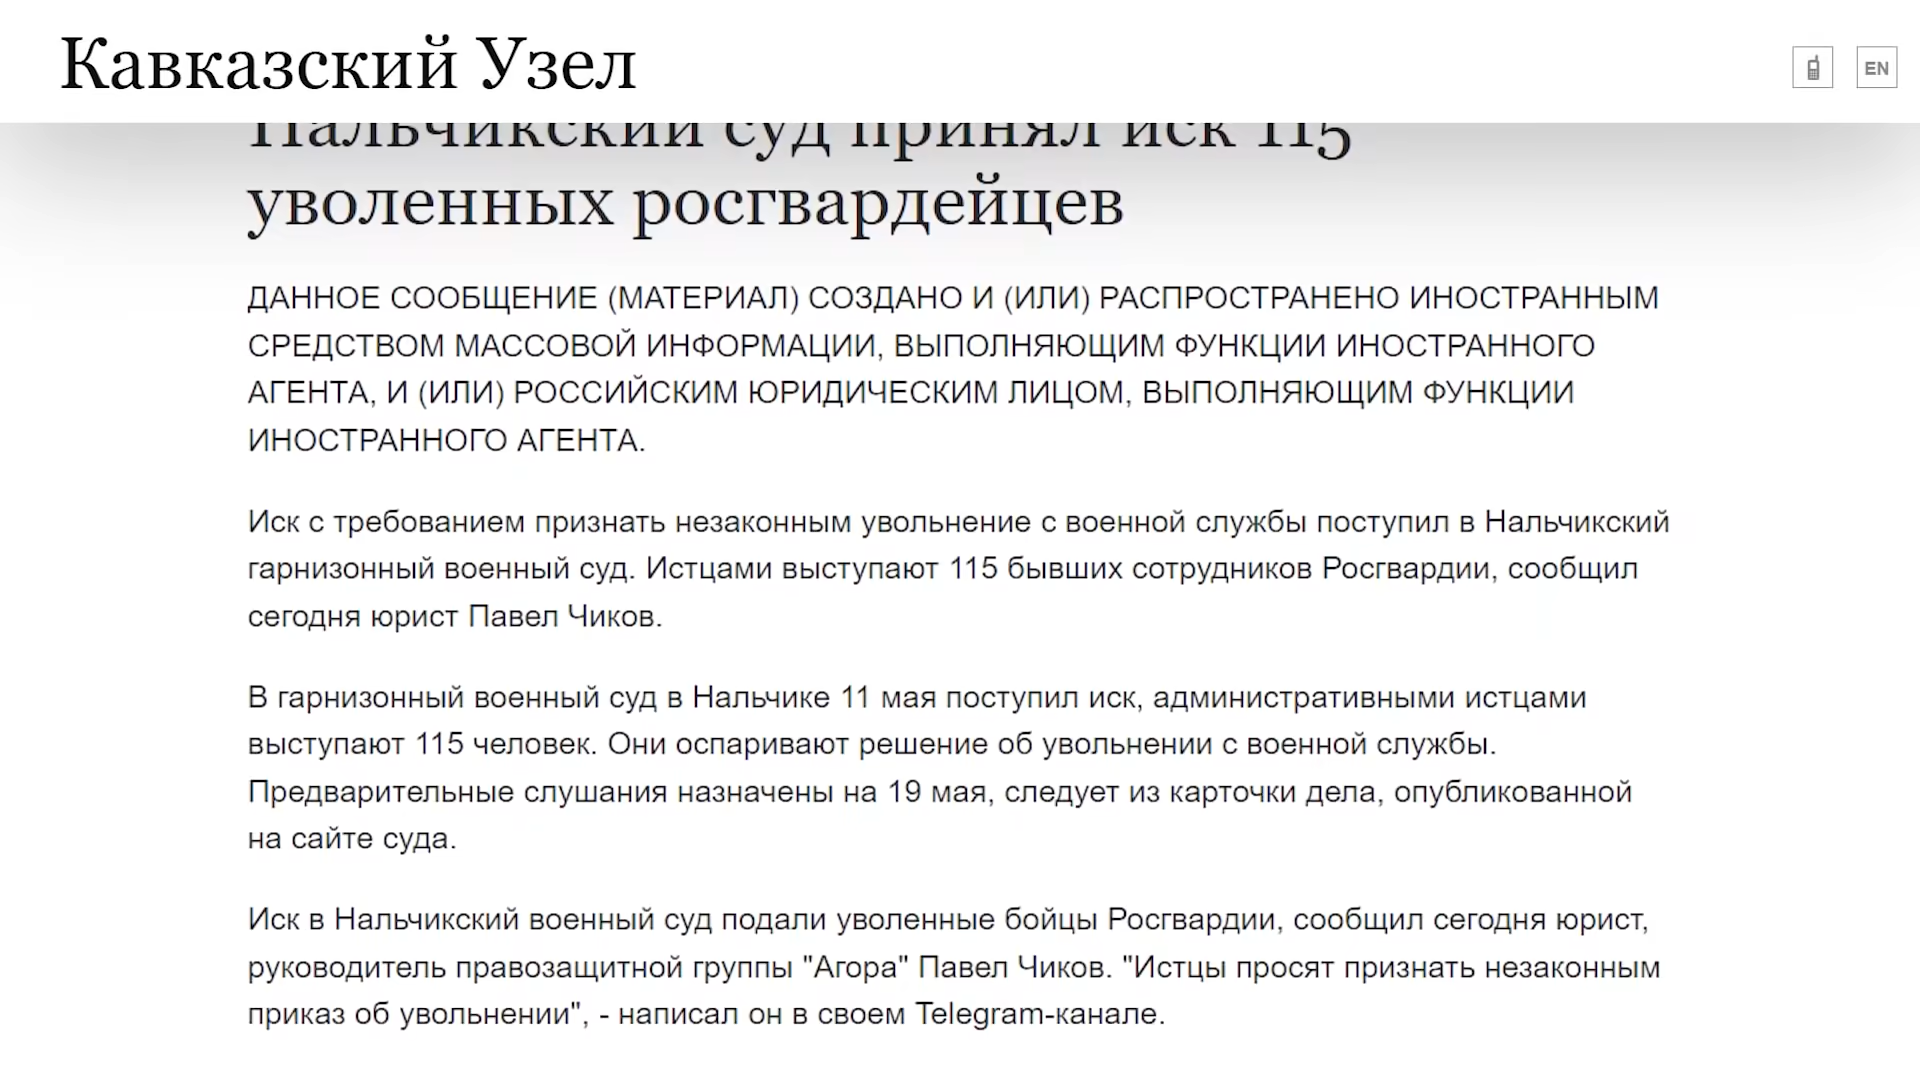 Кавказский Узел
EN
Нальчикский суд принял иск 115
уволенных росгвардейцев
ДАННОЕ СООБЩЕНИЕ (МАТЕРИАЛ) СОЗДАНО И (ИЛИ) РАСПРОСТРАНЕНО ИНОСТРАННЫМ
СРЕДСТВОМ МАССОВОЙ ИНФОРМАЦИИ, ВЫПОЛНЯЮЩИМ ФУНКЦИИ ИНОСТРАННОГО
АГЕНТА, И (ИЛИ) РОССИЙСКИМ ЮРИДИЧЕСКИМ ЛИЦОМ, ВЫПОЛНЯЮЩИМ ФУНКЦИИ
ИНОСТРАННОГО АГЕНТА.
Иск с требованием признать незаконным увольнение с военной службы поступил в Нальчикский
гарнизонный военный суд. Истцами выступают 115 бывших сотрудников Росгвардии, сообщил
сегодня юрист Павел Чиков.
В гарнизонный военный суд в Нальчике 11 мая поступил иск, административными истцами
выступают 115 человек. Они оспаривают решение об увольнении с военной службы.
Предварительные слушания назначены на 19 мая, следует из карточки дела, опубликованной
на сайте суда.
Иск в Нальчикский военный суд подали уволенные бойцы Росгвардии, сообщил сегодня юрист,
руководитель правозащитной группы "Агора" Павел Чиков. "Истцы просят признать незаконным
приказ об увольнении", - написал он в своем Telegram-канале.